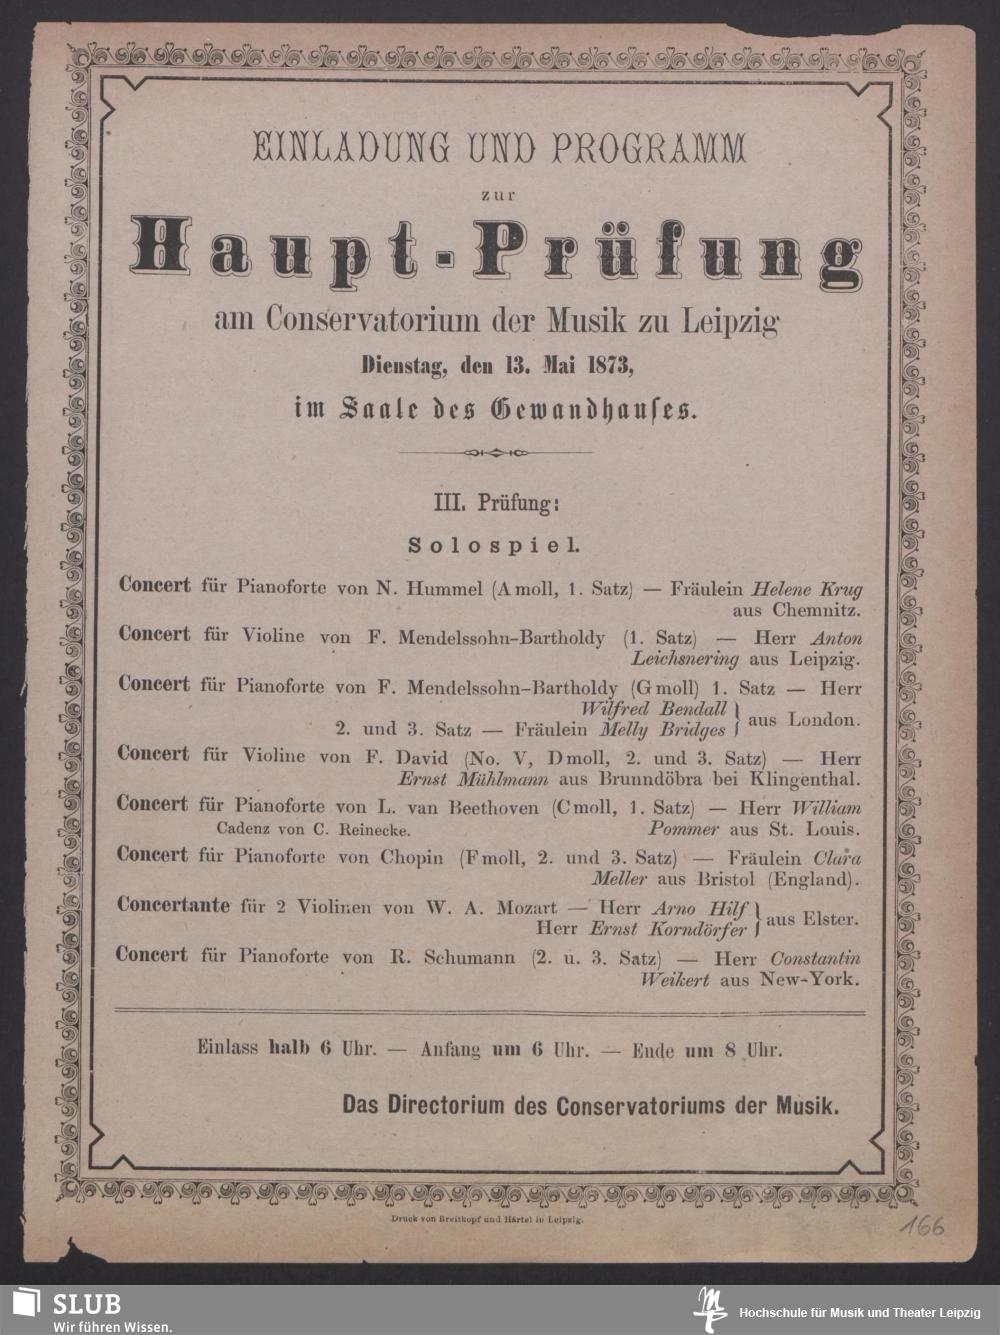 EINLADUNG UND PROGRAMM
zur
Haupt-Prüfung
am Conservatorium der Musik zu Leipzig
Dienstag, den 13. Mai 1873,
im Saale des Gewandhauses.
III. Prüfung:
Solospiel.
Concert für Pianoforte von N. Hummel (A moll, 1. Satz) — Fräulein Helene Krug
aus Chemnitz.
Concert für Violine von F. Mendelssohn-Bartholdy (1. Satz) — Herr Anton
Leichsnering aus Leipzig.
Concert für Pianoforte von F. Mendelssohn-Bartholdy (G moll) 1. Satz — Herr
Wilfred Bendall } aus London.
2. und 3. Satz — Fräulein Melly Bridges
Concert für Violine von F. David (No. V, D moll, 2. und 3. Satz) — Herr
Ernst Mühlmann aus Brunndöbra bei Klingenthal.
Concert für Pianoforte von L. van Beethoven (C moll, 1. Satz) — Herr William
Cadenz von C. Reinecke. Pommer aus St. Louis.
Concert für Pianoforte von Chopin (F moll, 2. und 3. Satz) — Fräulein Clara
Meller aus Bristol (England).
Concertante für 2 Violinen von W. A. Mozart — Herr Arno Hilf } aus Elster.
Herr Ernst Korndörfer
Concert für Pianoforte von R. Schumann (2. u. 3. Satz) — Herr Constantin
Weikert aus New-York.
Einlass halb 6 Uhr. — Anfang um 6 Uhr. — Ende um 8 Uhr.
Das Directorium des Conservatoriums der Musik.
Druck von Breitkopf und Härtel in Leipzig.
166
SLUB
Wir führen Wissen.
Hochschule für Musik und Theater Leipzig